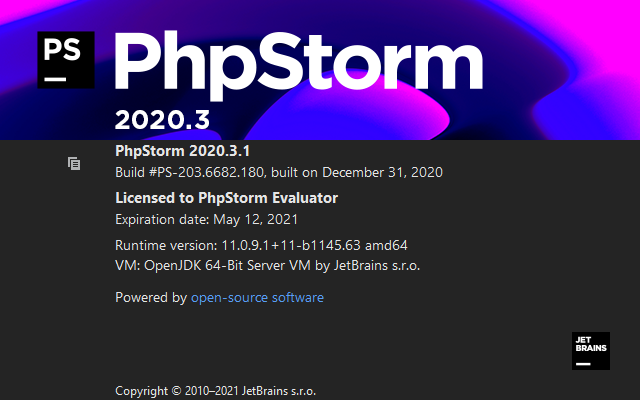 PS
PhpStorm
2020.3
PhpStorm 2020.3.1
Build #PS-203.6682.180, built on December 31, 2020
Licensed to PhpStorm Evaluator
Expiration date: May 12, 2021
Runtime version: 11.0.9.1+11-b1145.63 amd64
VM: OpenJDK 64-Bit Server VM by JetBrains s.r.o.
Powered by open-source software
JET
BRAINS
Copyright © 2010–2021 JetBrains s.r.o.